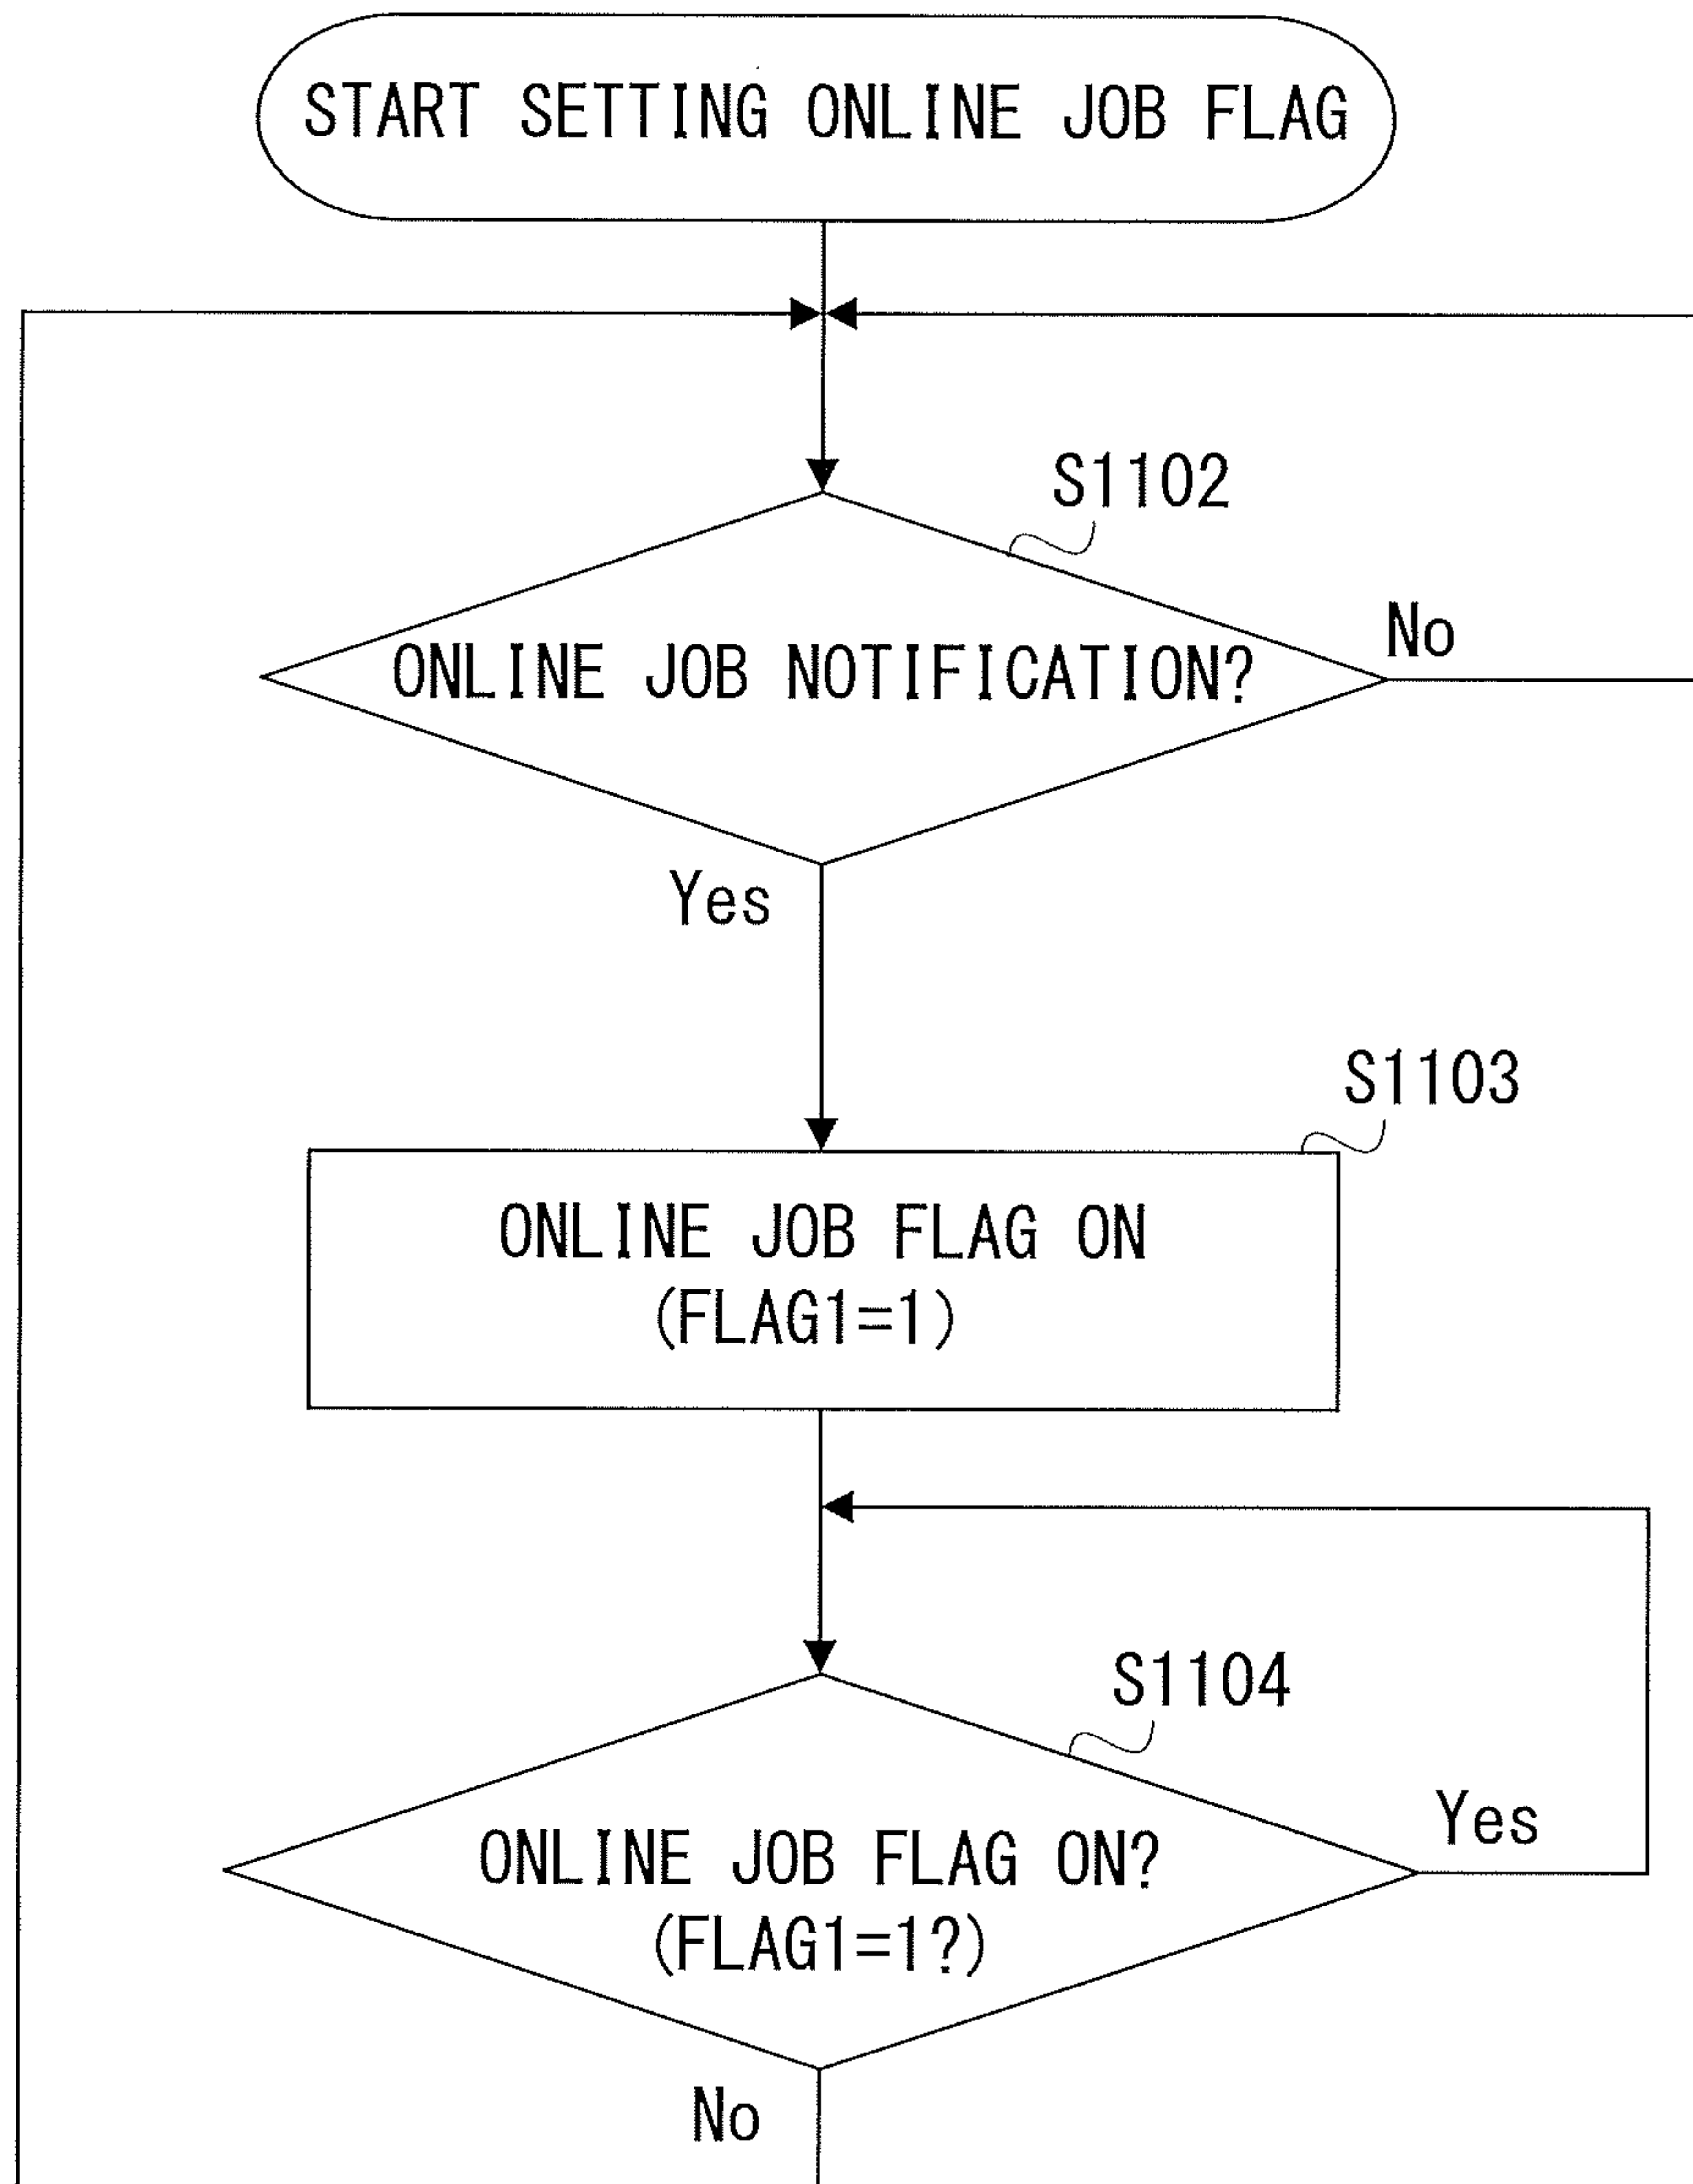 START SETTING ONLINE JOB FLAG
S1102
ONLINE JOB NOTIFICATION?
No
Yes
S1103
ONLINE JOB FLAG ON
(FLAG1=1)
S1104
ONLINE JOB FLAG ON?
(FLAG1=1?)
Yes
No